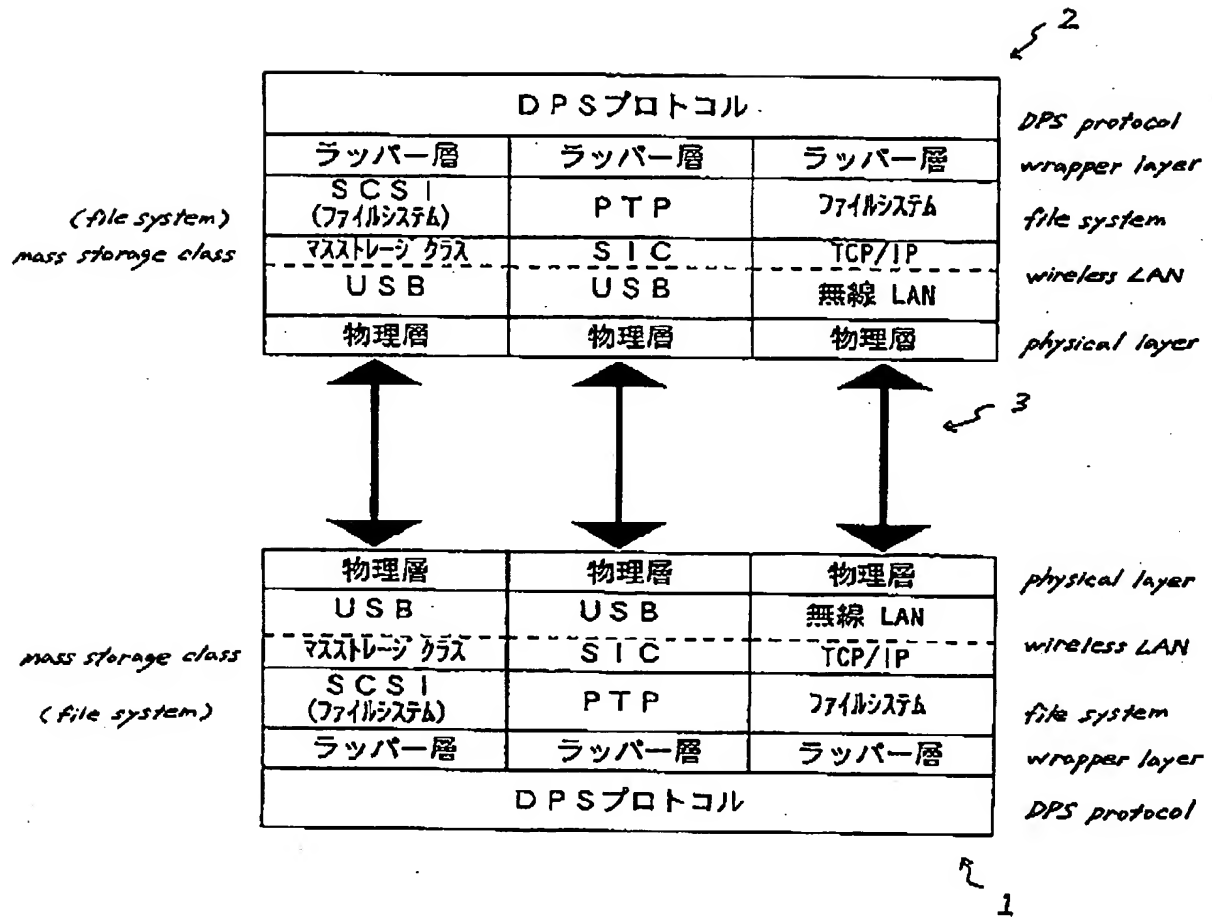 2
DPSプロトコル
DPS protocol
ラッパー層 ラッパー層 ラッパー層
wrapper layer
SCSI
(ファイルシステム)
PTP
ファイルシステム
(file system)
file system
マスストレージ クラス SIC TCP/IP
mass storage class
USB USB 無線 LAN
wireless LAN
物理層 物理層 物理層
physical layer
3
物理層 物理層 物理層
physical layer
USB USB 無線 LAN
wireless LAN
マスストレージ クラス SIC TCP/IP
mass storage class
SCSI
(ファイルシステム)
PTP
ファイルシステム
(file system)
file system
ラッパー層 ラッパー層 ラッパー層
wrapper layer
DPSプロトコル
DPS protocol
1